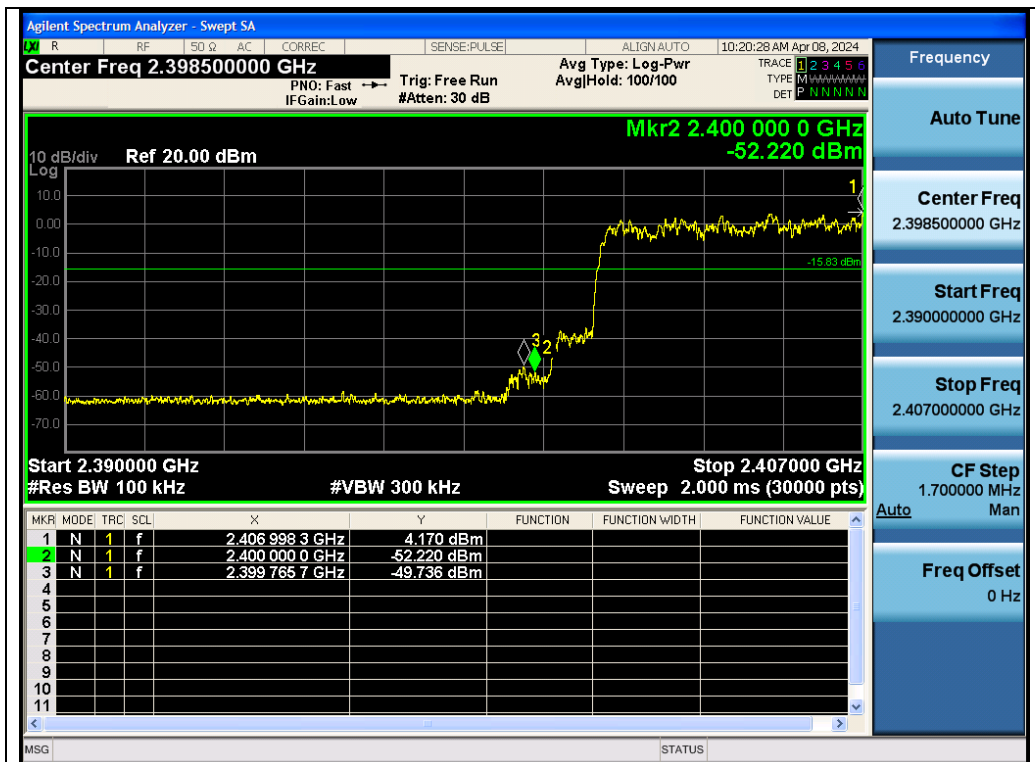 Agilent Spectrum Analyzer - Swept SA
LXI R RF 50 Ω AC CORREC SENSE:PULSE ALIGN AUTO 10:20:28 AM Apr 08, 2024
Center Freq 2.398500000 GHz
PNO: Fast
IFGain:Low
Trig: Free Run
#Atten: 30 dB
Avg Type: Log-Pwr
Avg|Hold: 100/100
TRACE 1 2 3 4 5 6
TYPE M
DET P N N N N N
Mkr2 2.400 000 0 GHz
-52.220 dBm
10 dB/div Ref 20.00 dBm
Log
10.0
0.00
-10.0
-20.0
-30.0
-40.0
-50.0
-60.0
-70.0
1
-15.83 dBm
3
2
Start 2.390000 GHz Stop 2.407000 GHz
#Res BW 100 kHz #VBW 300 kHz Sweep 2.000 ms (30000 pts)
MKR MODE TRC SCL X Y FUNCTION FUNCTION WIDTH FUNCTION VALUE
1 N 1 f 2.406 998 3 GHz 4.170 dBm
2 N 1 f 2.400 000 0 GHz -52.220 dBm
3 N 1 f 2.399 765 7 GHz -49.736 dBm
4
5
6
7
8
9
10
11
MSG STATUS
Frequency
Auto Tune
Center Freq
2.398500000 GHz
Start Freq
2.390000000 GHz
Stop Freq
2.407000000 GHz
CF Step
1.700000 MHz
Auto Man
Freq Offset
0 Hz